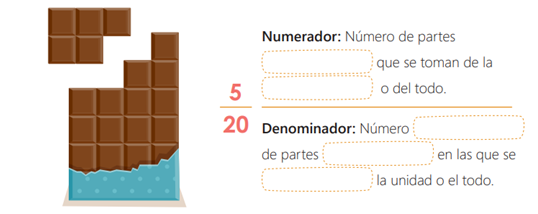 Numerador: Número de partes
que se toman de la
o del todo.
5
20
Denominador: Número
de partes en las que se
la unidad o el todo.